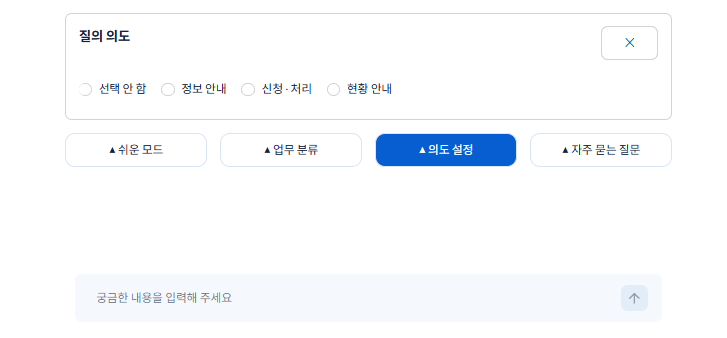 질의 의도
선택 안 함 정보 안내 신청 · 처리 현황 안내
▲ 쉬운 모드 ▲ 업무 분류 ▲ 의도 설정 ▲ 자주 묻는 질문
궁금한 내용을 입력해 주세요